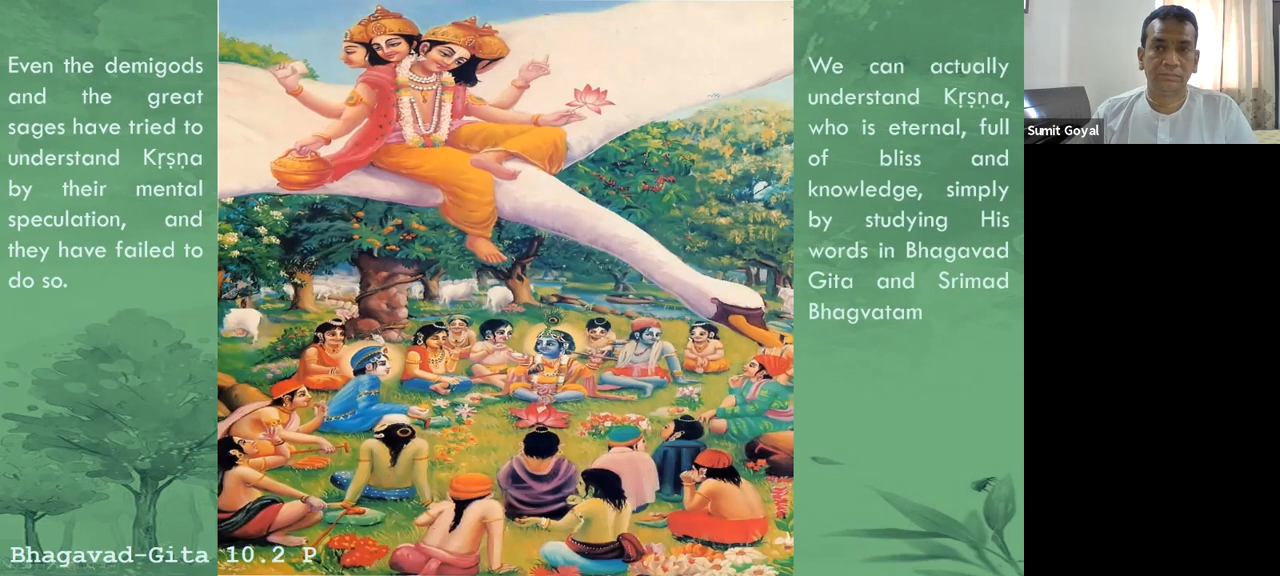 Even the demigods
and the great
sages have tried to
understand Kṛṣṇa
by their mental
speculation, and
they have failed to
do so.
We can actually
understand Kṛṣṇa,
who is eternal, full
of bliss and
knowledge, simply
by studying His
words in Bhagavad
Gita and Srimad
Bhagvatam
Sumit Goyal
Bhagavad-Gita 10.2 P